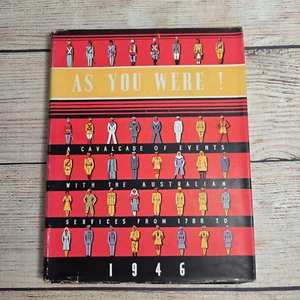 AS YOU WERE !
A CAVALCADE OF EVENTS
WITH THE AUSTRALIAN
SERVICES FROM 1788 TO
1946